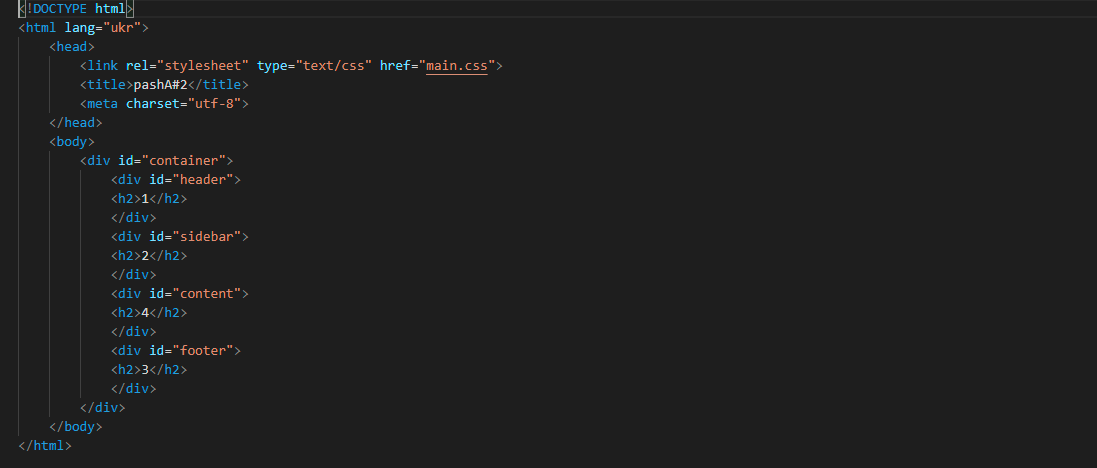 <!DOCTYPE html>
<html lang="ukr">
<head>
<link rel="stylesheet" type="text/css" href="main.css">
<title>pashA#2</title>
<meta charset="utf-8">
</head>
<body>
<div id="container">
<div id="header">
<h2>1</h2>
</div>
<div id="sidebar">
<h2>2</h2>
</div>
<div id="content">
<h2>4</h2>
</div>
<div id="footer">
<h2>3</h2>
</div>
</div>
</body>
</html>